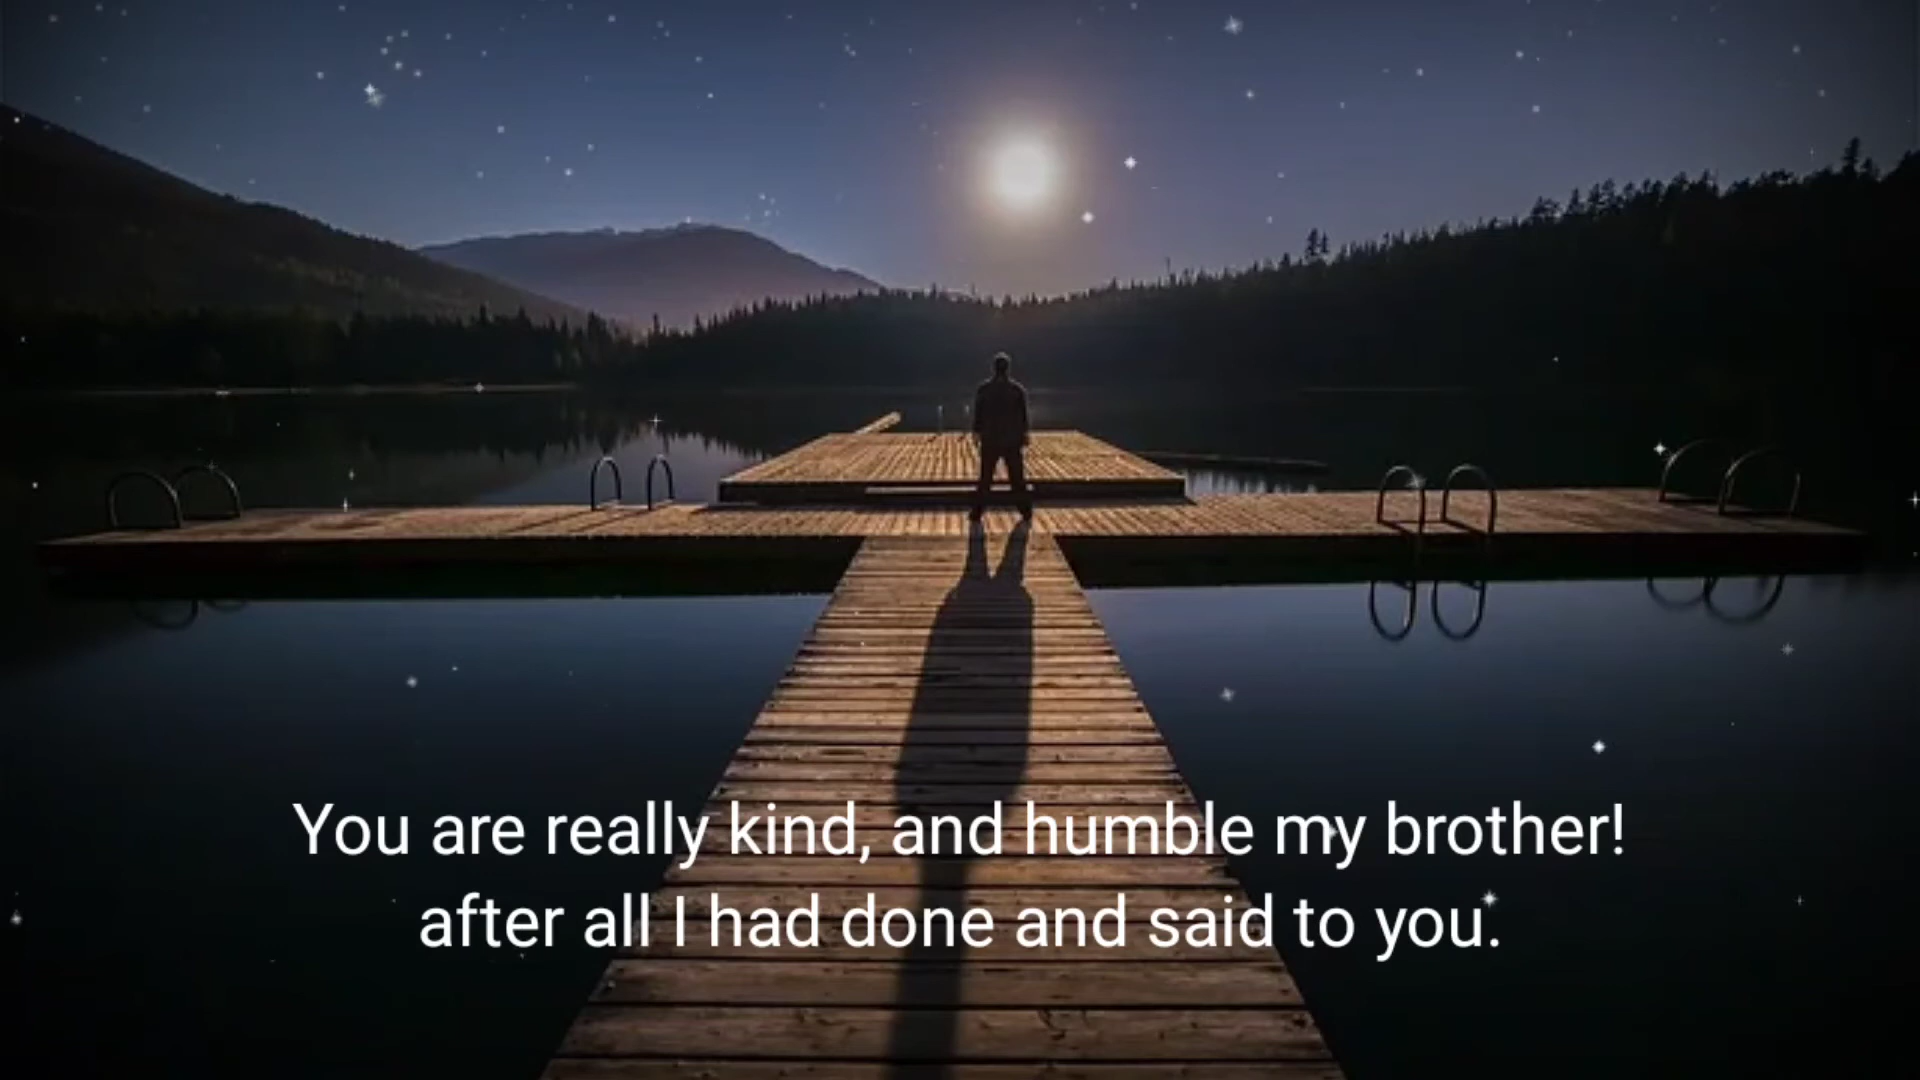 You are really kind, and humble my brother!
after all I had done and said to you.